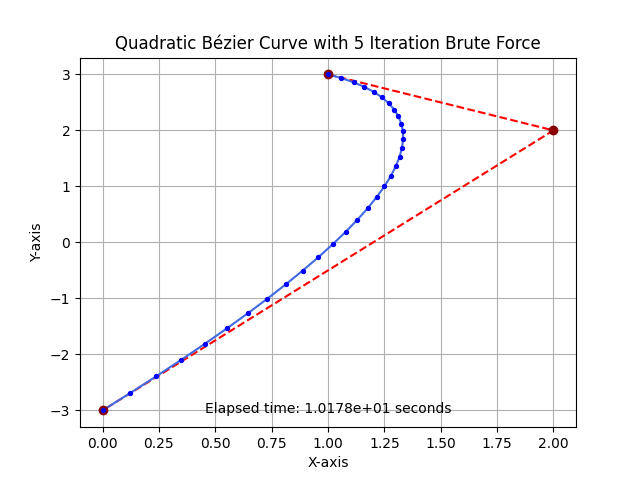 Quadratic Bézier Curve with 5 Iteration Brute Force
3
2
1
0
−1
−2
−3
Y-axis
Elapsed time: 1.0178e+01 seconds
0.00 0.25 0.50 0.75 1.00 1.25 1.50 1.75 2.00
X-axis